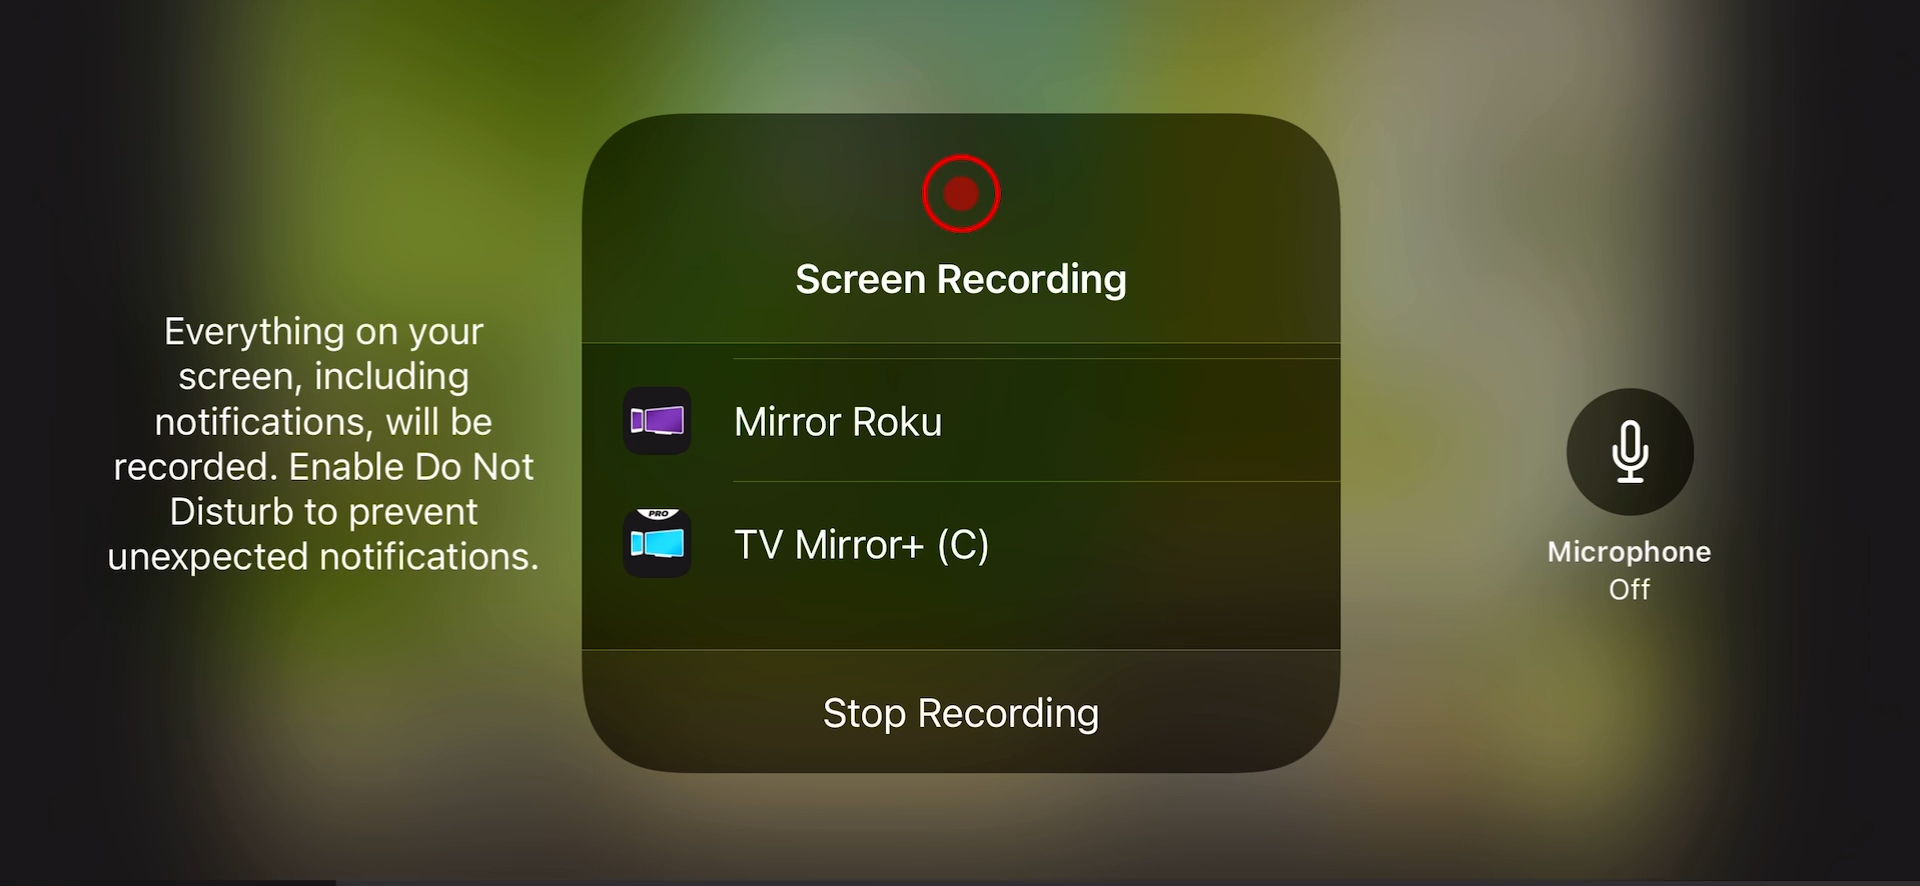 Screen Recording
Everything on your
screen, including
notifications, will be
recorded. Enable Do Not
Disturb to prevent
unexpected notifications.
Mirror Roku
PRO
TV Mirror+ (C)
Stop Recording
Microphone
Off